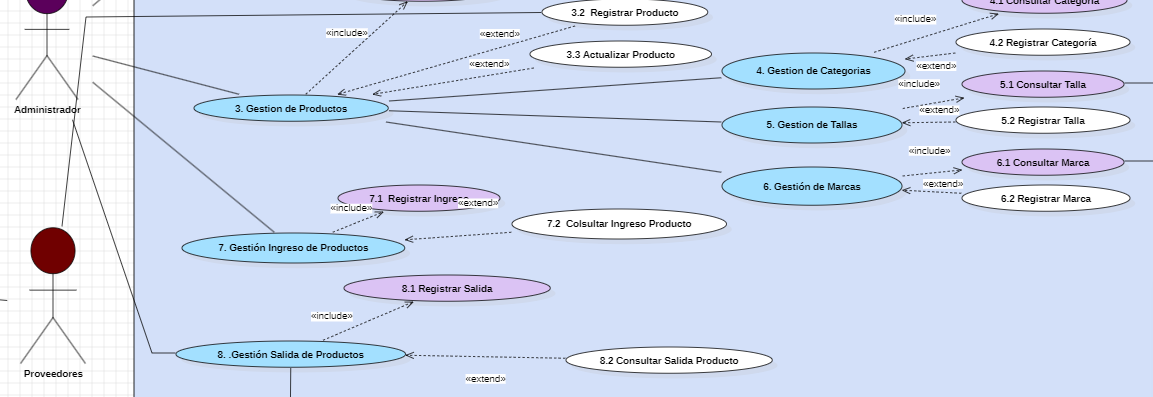 4.1 Consultar Categoría
3.2 Registrar Producto
«include»
«include»
«extend»
4.2 Registrar Categoría
3.3 Actualizar Producto
«extend»
«extend»
4. Gestion de Categorias
«include»
5.1 Consultar Talla
3. Gestion de Productos
Administrador
«extend»
5.2 Registrar Talla
5. Gestion de Tallas
«include»
6.1 Consultar Marca
«extend»
6. Gestión de Marcas
7.1 Registrar
«extend»
6.2 Registrar Marca
«include»
7.2 Colsultar Ingreso Producto
7. Gestión Ingreso de Productos
8.1 Registrar Salida
«include»
8. .Gestión Salida de Productos
8.2 Consultar Salida Producto
Proveedores
«extend»